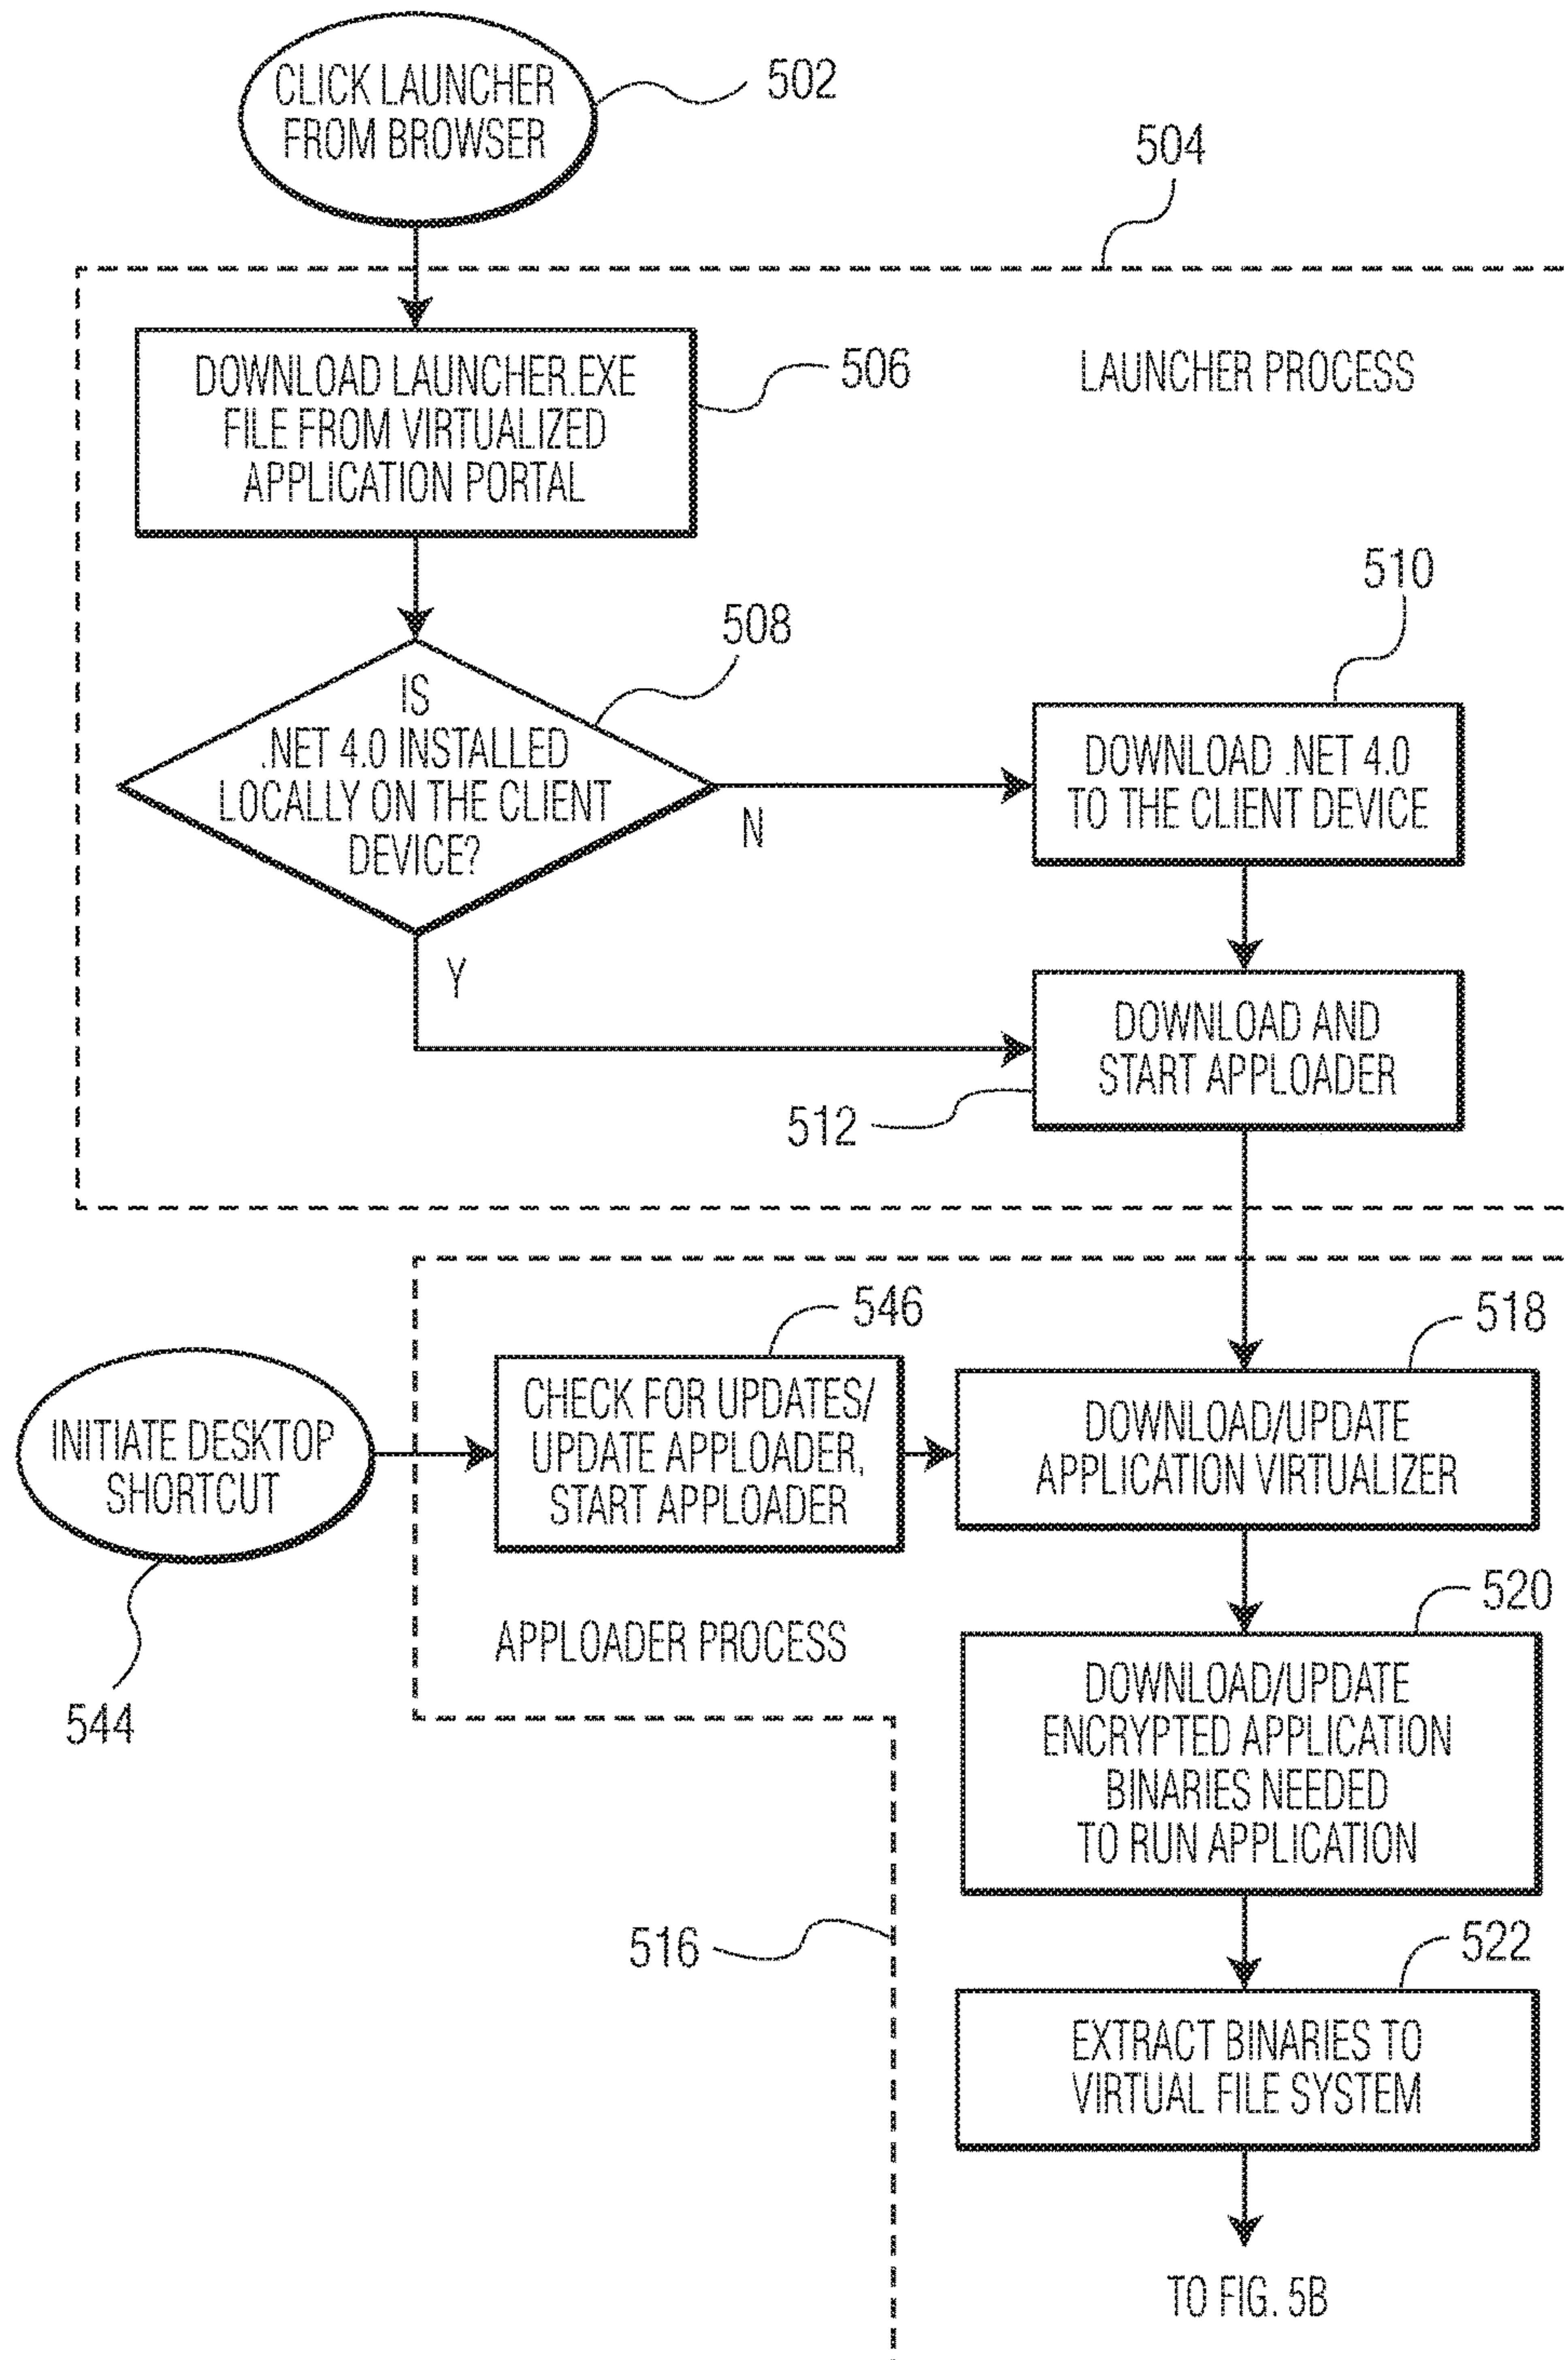 CLICK LAUNCHER
FROM BROWSER
502
504
DOWNLOAD LAUNCHER.EXE
FILE FROM VIRTUALIZED
APPLICATION PORTAL
506
LAUNCHER PROCESS
508
510
IS
.NET 4.0 INSTALLED
LOCALLY ON THE CLIENT
DEVICE?
N
Y
DOWNLOAD .NET 4.0
TO THE CLIENT DEVICE
DOWNLOAD AND
START APPLOADER
512
546
518
INITIATE DESKTOP
SHORTCUT
544
CHECK FOR UPDATES/
UPDATE APPLOADER,
START APPLOADER
DOWNLOAD/UPDATE
APPLICATION VIRTUALIZER
APPLOADER PROCESS
520
DOWNLOAD/UPDATE
ENCRYPTED APPLICATION
BINARIES NEEDED
TO RUN APPLICATION
516
522
EXTRACT BINARIES TO
VIRTUAL FILE SYSTEM
TO FIG. 5B